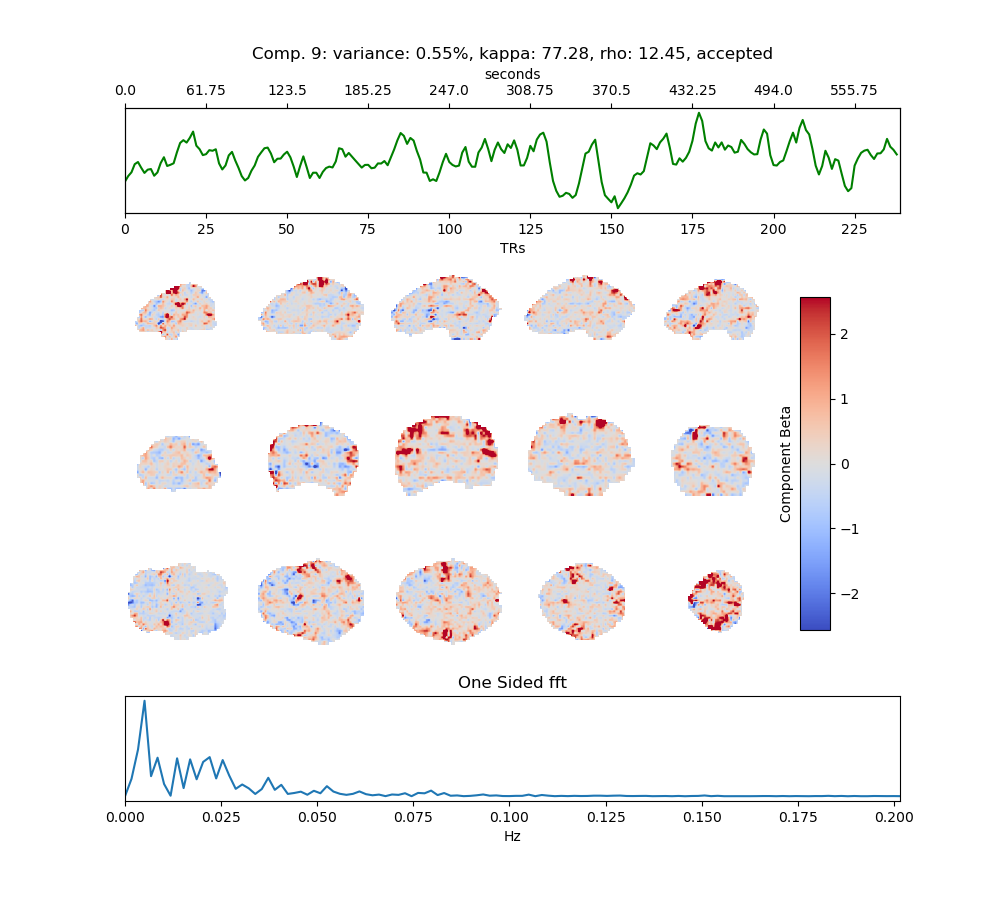 Comp. 9: variance: 0.55%, kappa: 77.28, rho: 12.45, accepted
seconds
0.0 61.75 123.5 185.25 247.0 308.75 370.5 432.25 494.0 555.75
0 25 50 75 100 125 150 175 200 225
TRs
2
1
0
−1
−2
Component Beta
One Sided fft
0.000 0.025 0.050 0.075 0.100 0.125 0.150 0.175 0.200
Hz